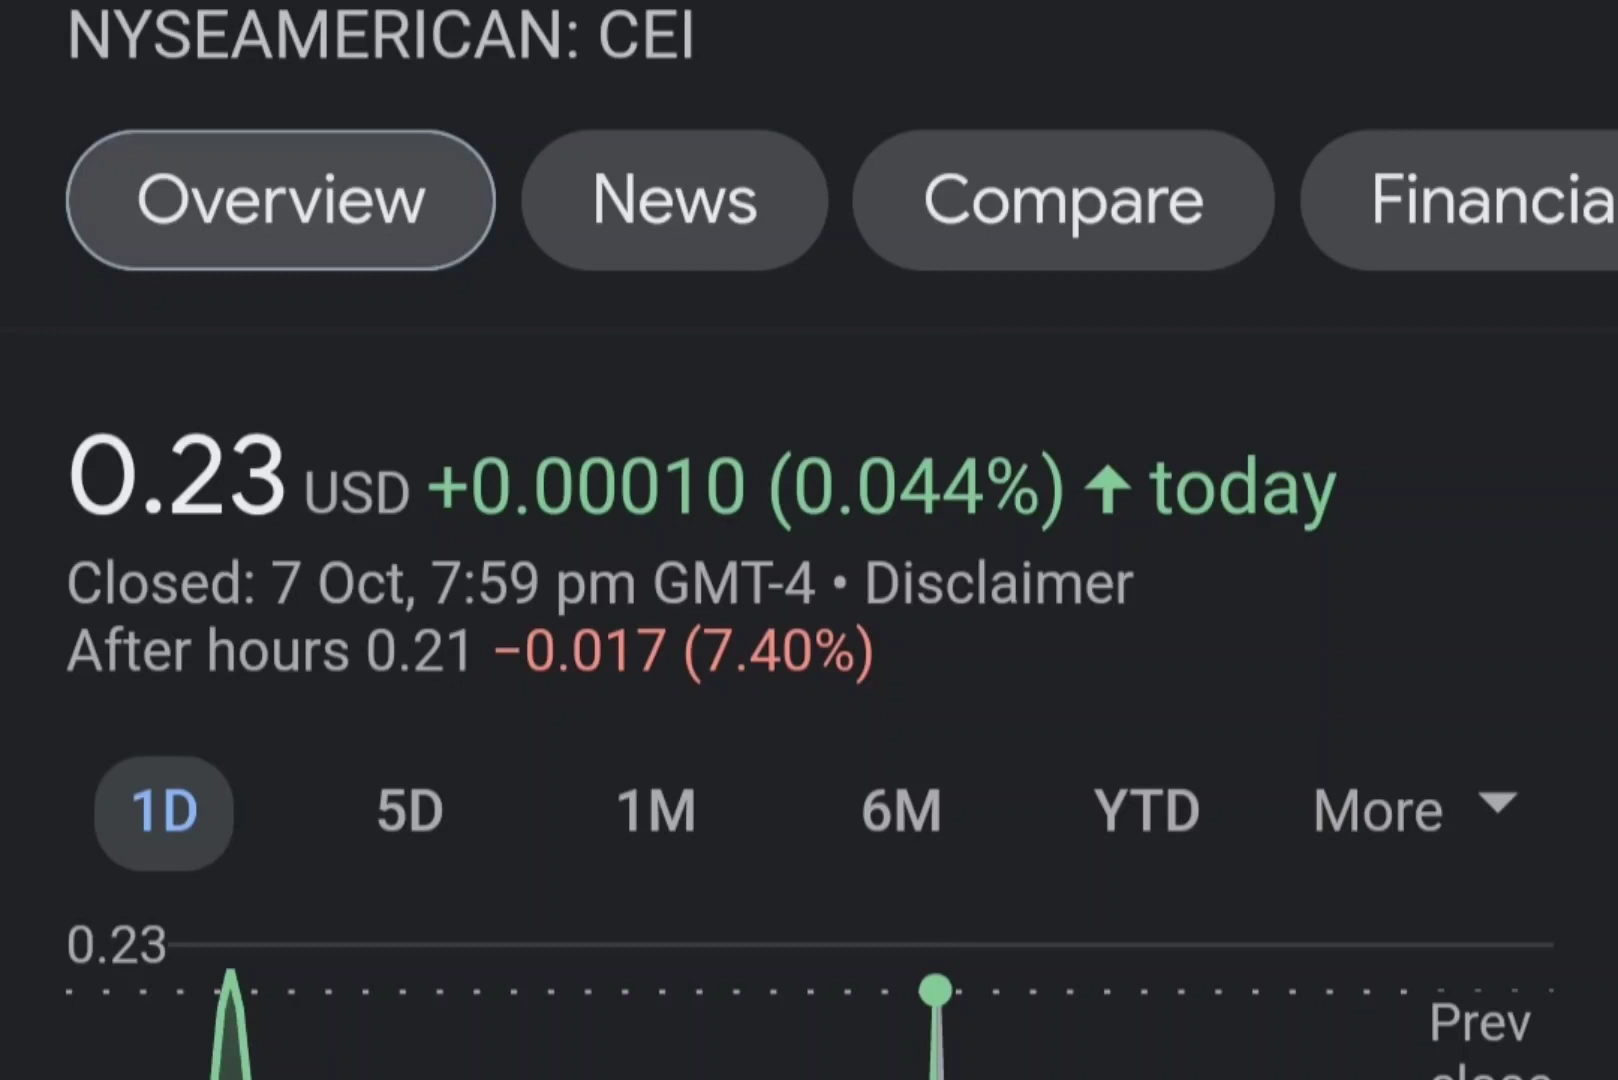 NYSEAMERICAN: CEI
Overview News Compare Financia
0.23 USD +0.00010 (0.044%) ↑ today
Closed: 7 Oct, 7:59 pm GMT-4 • Disclaimer
After hours 0.21 −0.017 (7.40%)
1D 5D 1M 6M YTD More
0.23
Prev
close